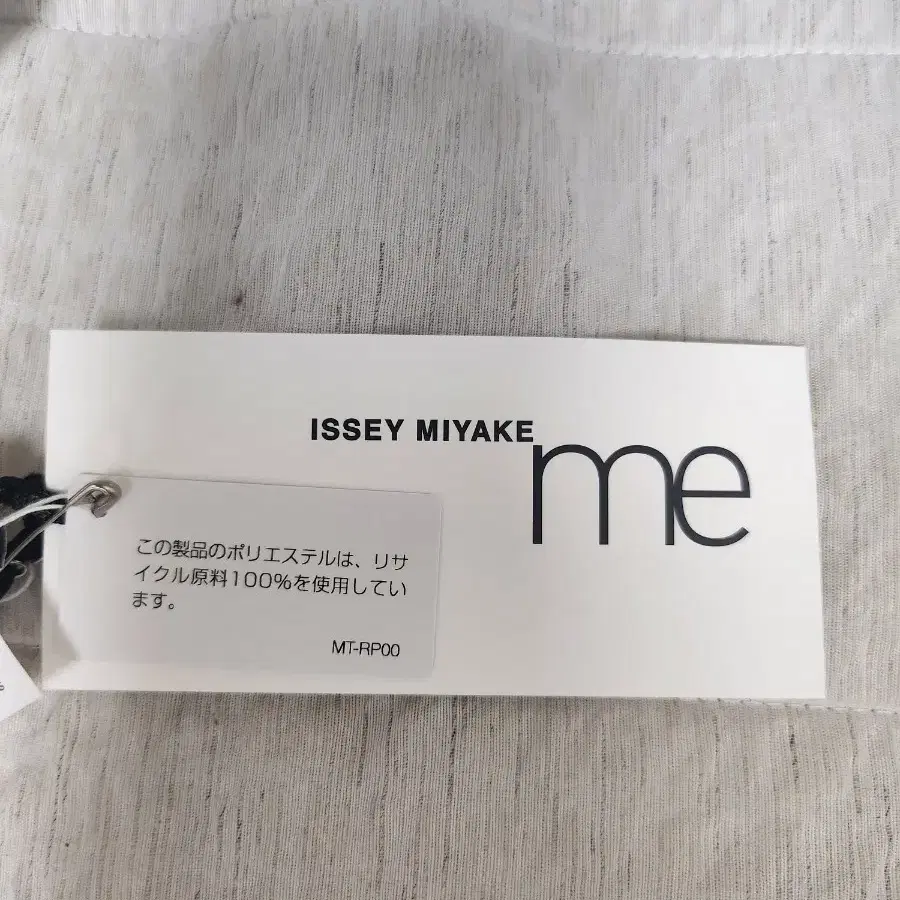 ISSEY MIYAKE
me
この製品のポリエステルは、リサ
イクル原料100%を使用してい
ます。
MT-RP00
%